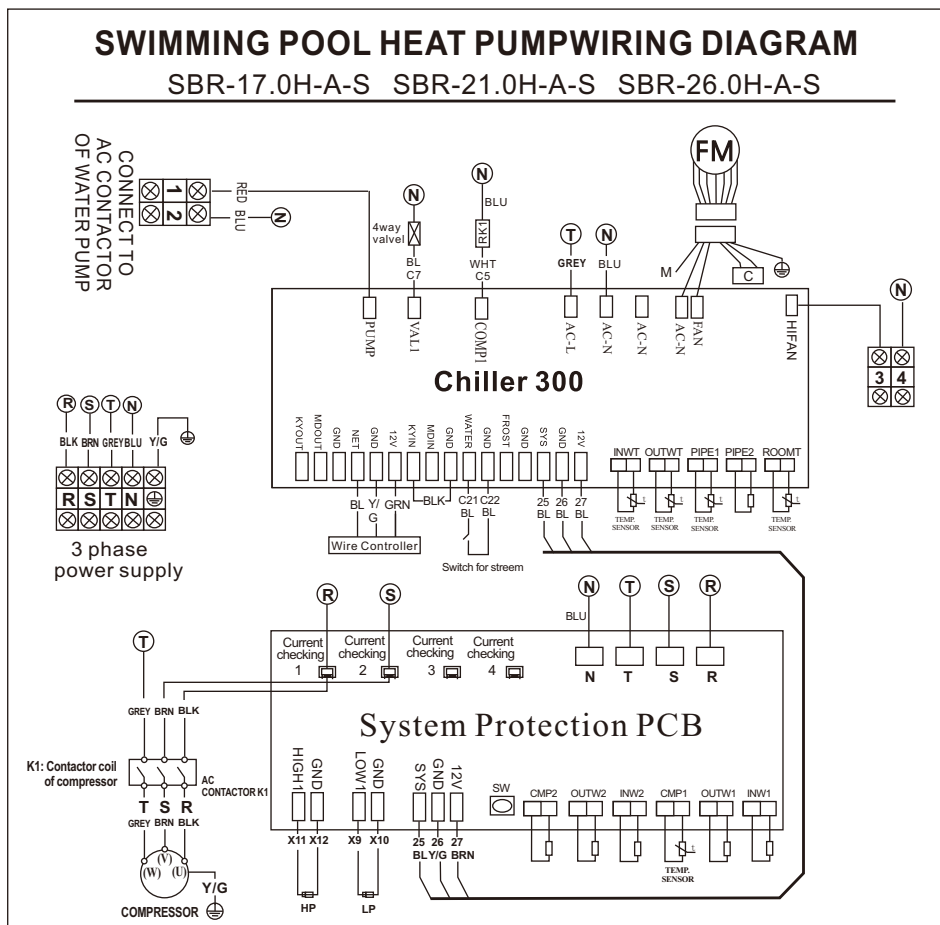 SWIMMING POOL HEAT PUMPWIRING DIAGRAM
SBR-17.0H-A-S SBR-21.0H-A-S SBR-26.0H-A-S
CONNECT TO
AC CONTACTOR
OF WATER PUMP
1
2
RED
BLU
N
4way
valvel
BL
C7
N
BLU
RK1
WHT
C5
T
GREY
N
BLU
FM
M
C
N
3 4
PUMP
VAL1
COMP1
AC-L
AC-N
AC-N
AC-N
FAN
HIFAN
Chiller 300
R S T N
BLK BRN GREY BLU Y/G
R S T N
3 phase
power supply
KYOUT
MDOUT
GND
NET
GND
12V
KYIN
MDIN
GND
WATER
GND
FROST
GND
SYS
GND
12V
INWT OUTWT PIPE1 PIPE2 ROOMT
t t t t
TEMP.
SENSOR
TEMP.
SENSOR
TEMP.
SENSOR
TEMP.
SENSOR
BL Y/
G GRN
BLK
C21
BL
C22
BL
25
BL
26
BL
27
BL
Wire Controller
Switch for streem
R S
N T S R
BLU
N T S R
Current
checking
1
Current
checking
2
Current
checking
3
Current
checking
4
System Protection PCB
T
GREY BRN BLK
K1: Contactor coil
of compressor
AC
CONTACTOR K1
T S R
GREY BRN BLK
(W) (V) (U)
Y/G
COMPRESSOR
HIGH1
GND
LOW1
GND
SYS
GND
12V
X11 X12
HP
X9 X10
LP
25 26 27
BL Y/G BRN
SW
CMP2 OUTW2 INW2 CMP1 OUTW1 INW1
t
TEMP.
SENSOR